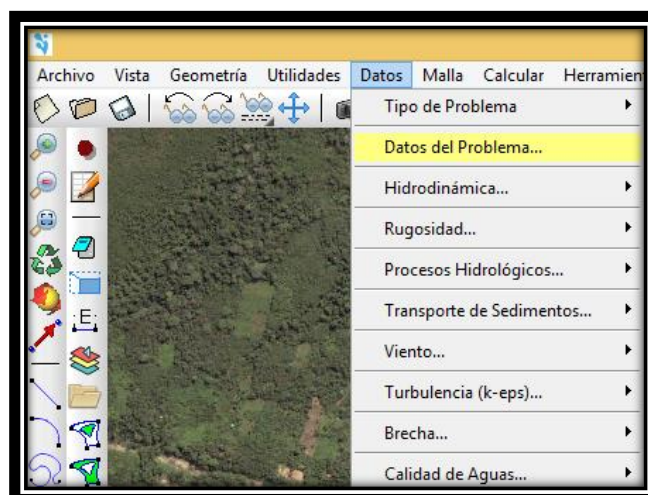 Archivo Vista Geometría Utilidades Datos Malla Calcular
Tipo de Problema
Datos del Problema...
Hidrodinámica...
Rugosidad...
Procesos Hidrológicos...
Transporte de Sedimentos...
Viento...
Turbulencia (k-eps)...
Brecha...
Calidad de Aguas...
:E: